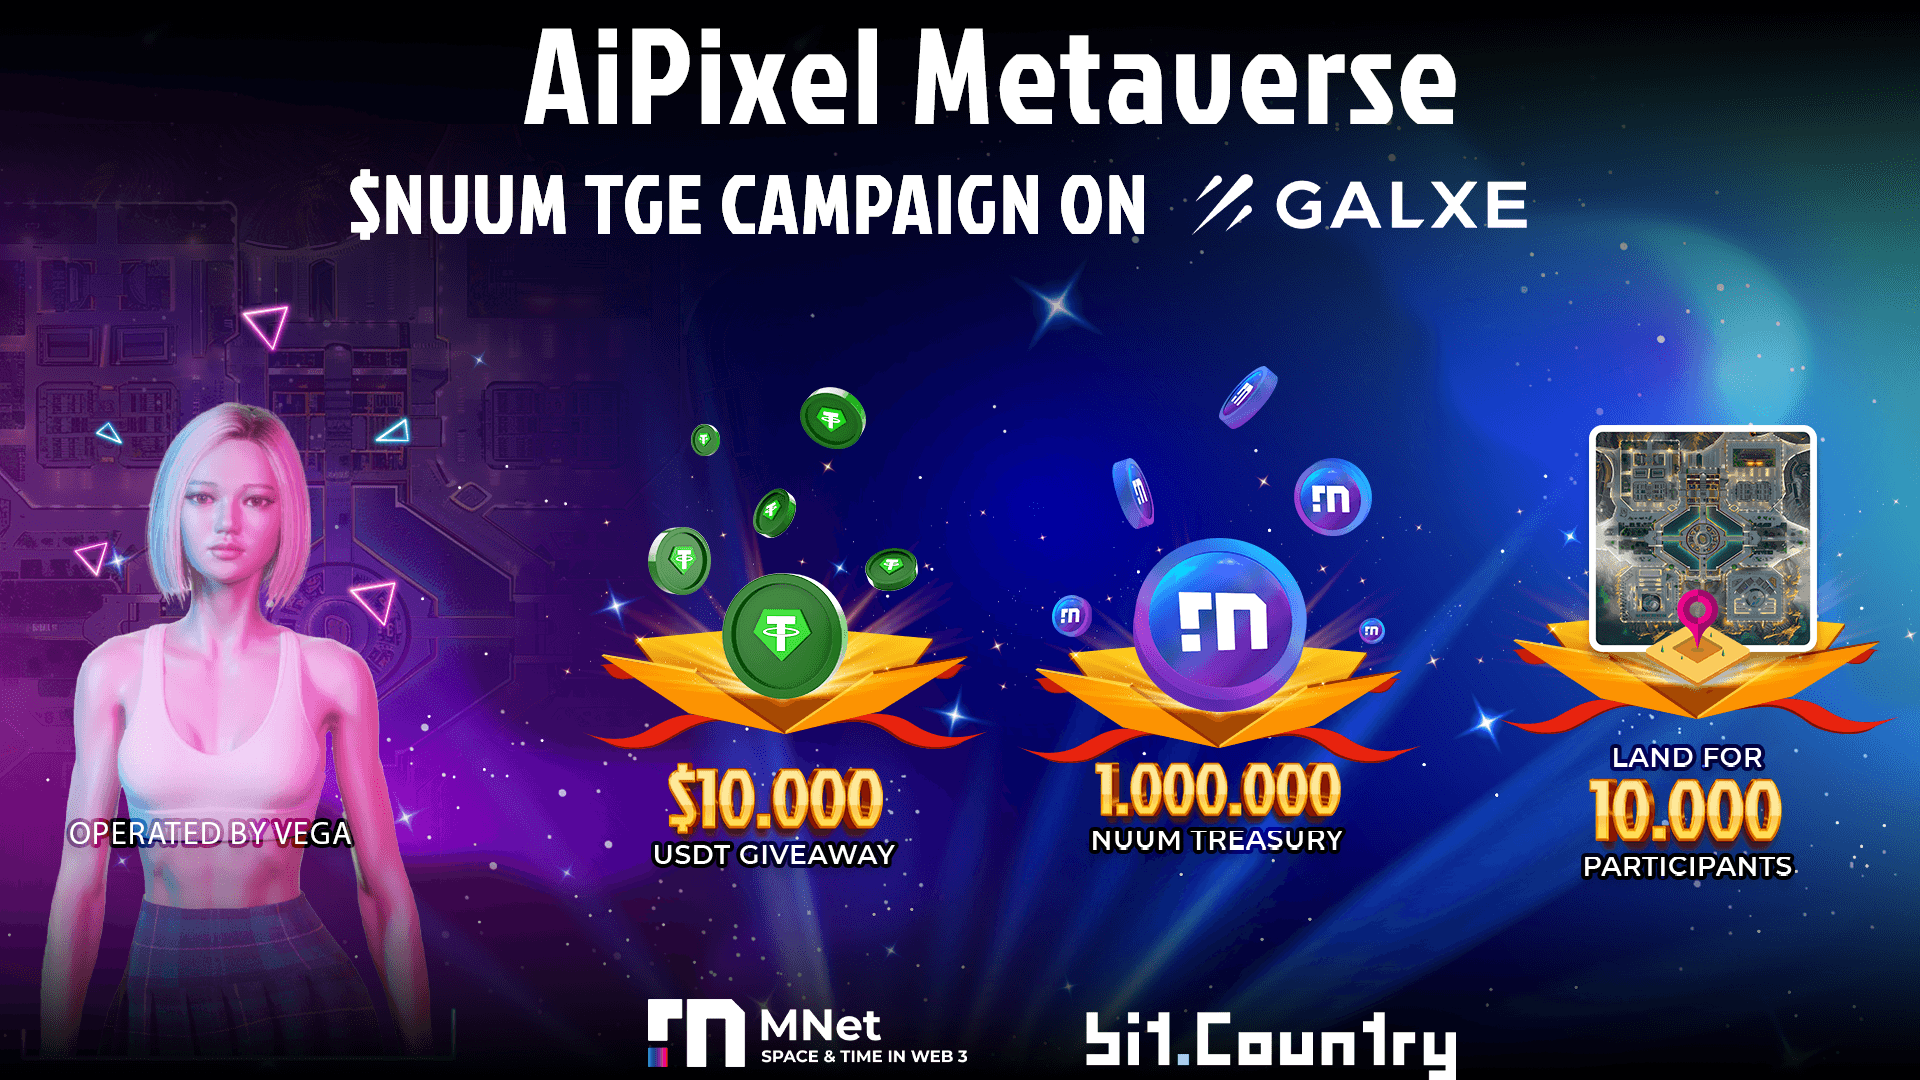 AiPixel Metaverse
$NUUM TGE CAMPAIGN ON GALXE
OPERATED BY VEGA
$10.000
USDT GIVEAWAY
1.000.000
NUUM TREASURY
LAND FOR
10.000
PARTICIPANTS
MNet
SPACE & TIME IN WEB 3
bit.Country